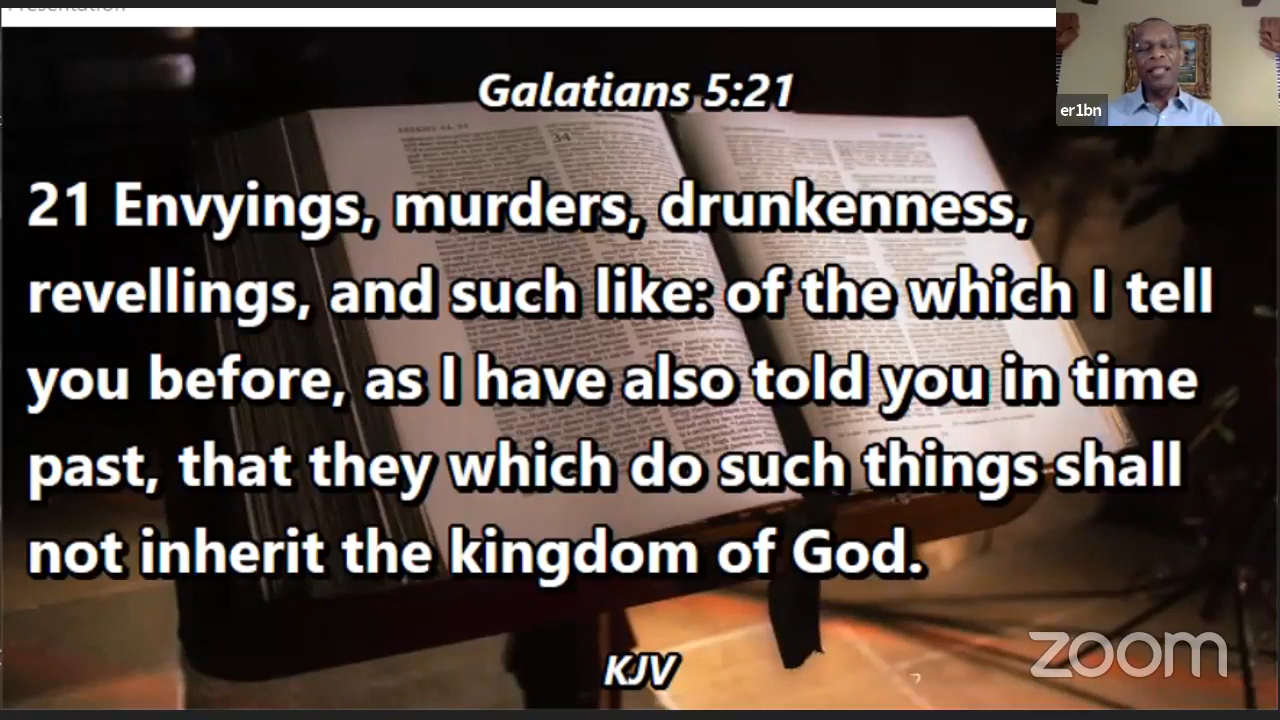 Presentation
Galatians 5:21
er1bn
21 Envyings, murders, drunkenness,
revellings, and such like: of the which I tell
you before, as I have also told you in time
past, that they which do such things shall
not inherit the kingdom of God.
KJV
zoom